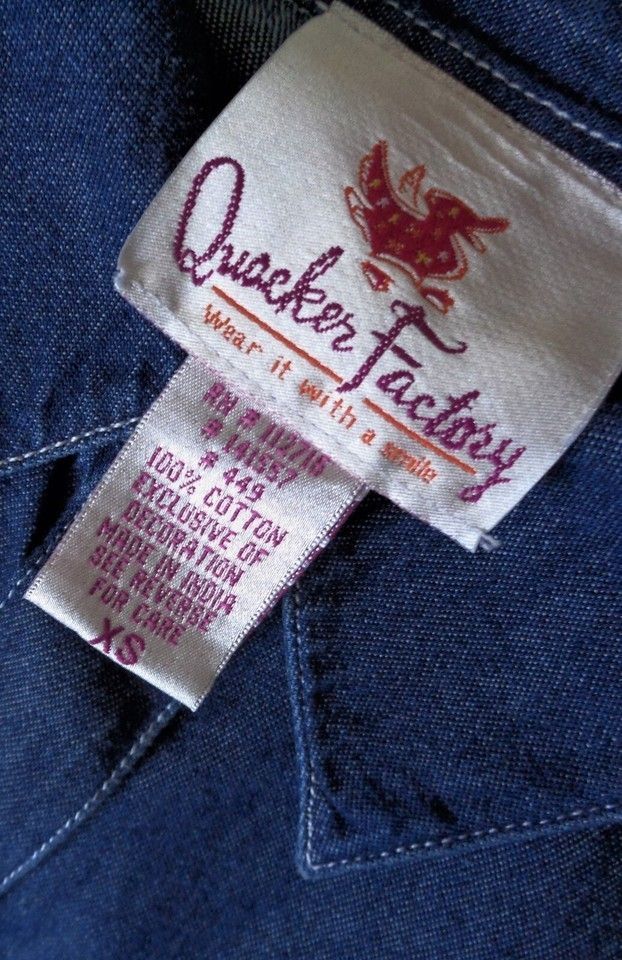 Quacker Factory
Wear it with a smile
RN # 112716
# 141557
# 449
100% COTTON
EXCLUSIVE OF
DECORATION
MADE IN INDIA
SEE REVERSE
FOR CARE
XS